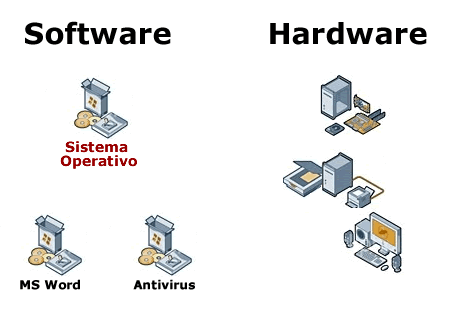 Software
Hardware
Sistema
Operativo
MS Word
Antivirus